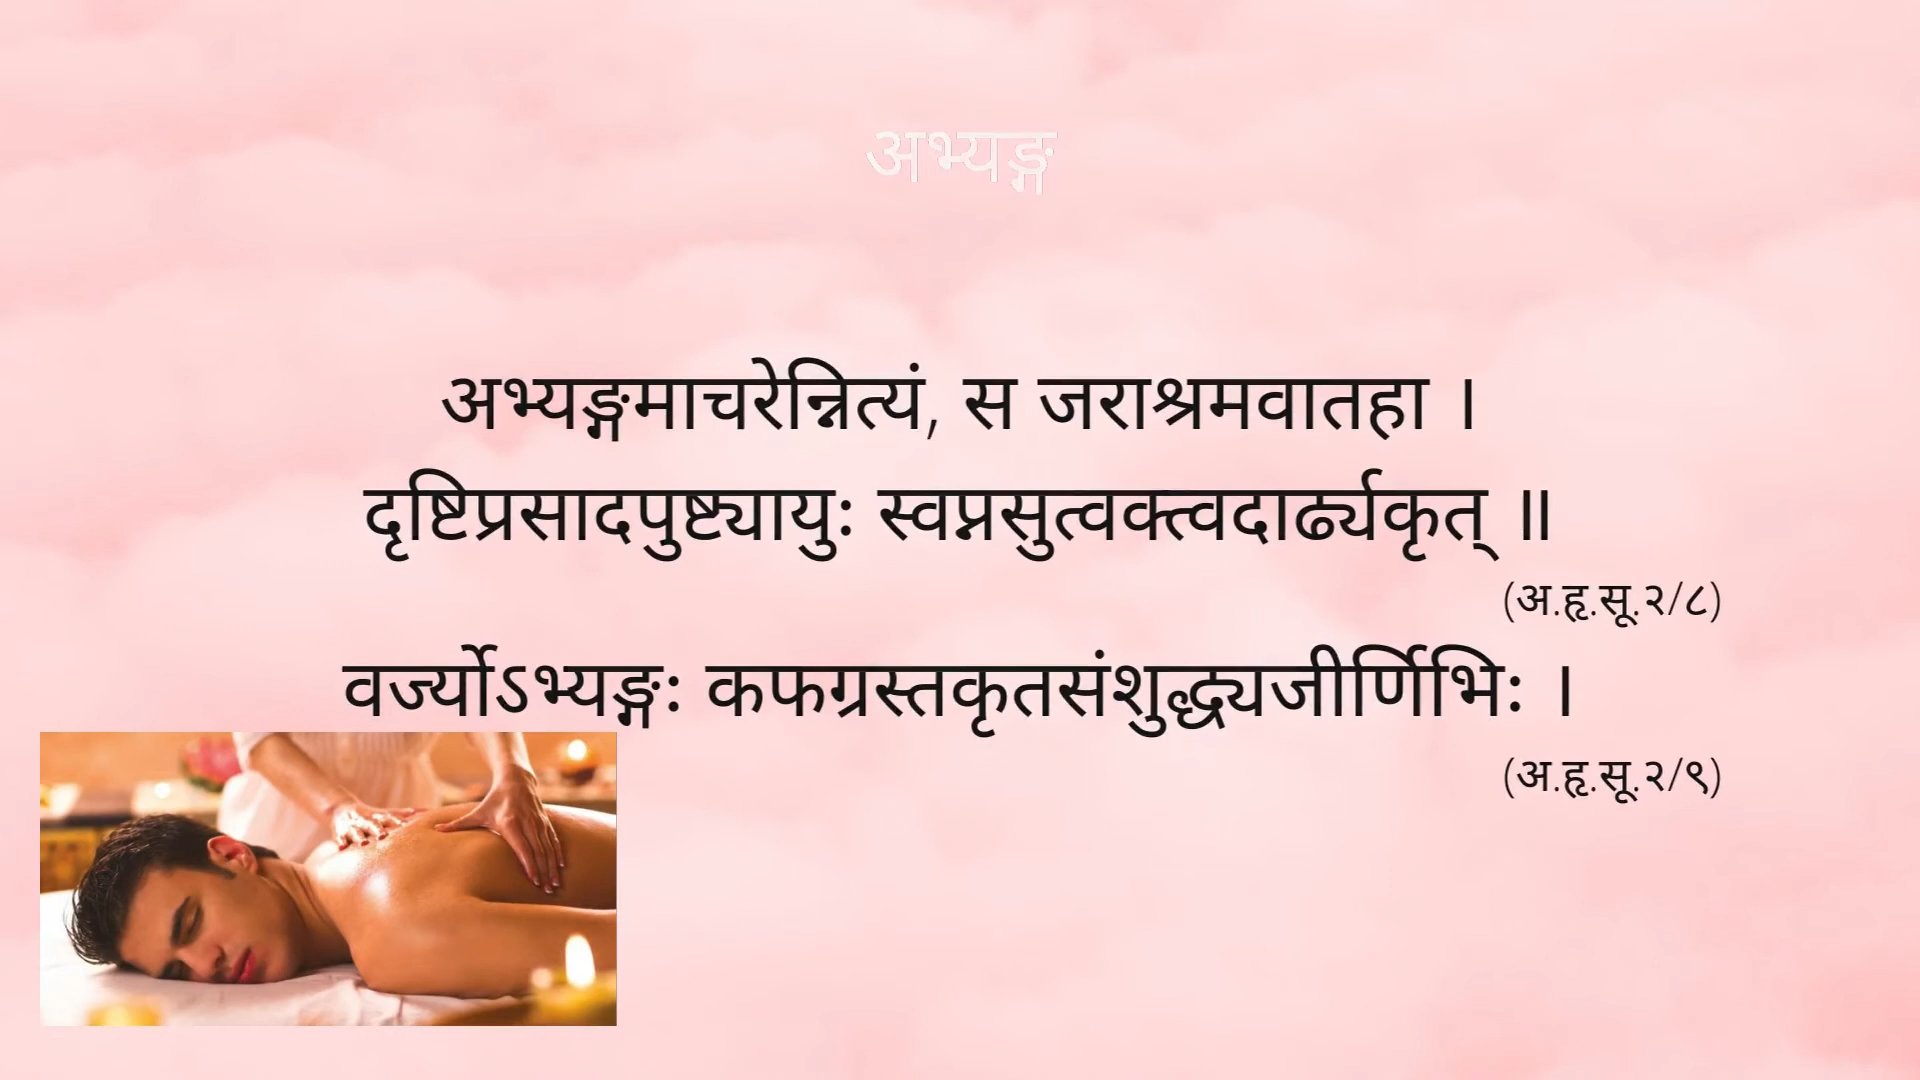 अभ्यङ्ग
अभ्यङ्गमाचरेन्नित्यं, स जराश्रमवातहा ।
दृष्टिप्रसादपुष्ट्यायुः स्वप्नसुत्वक्त्वदार्ढ्यकृत् ॥
(अ.हृ.सू.२/८)
वर्ज्योऽभ्यङ्गः कफग्रस्तकृतसंशुद्ध्यजीर्णिभिः ।
(अ.हृ.सू.२/९)